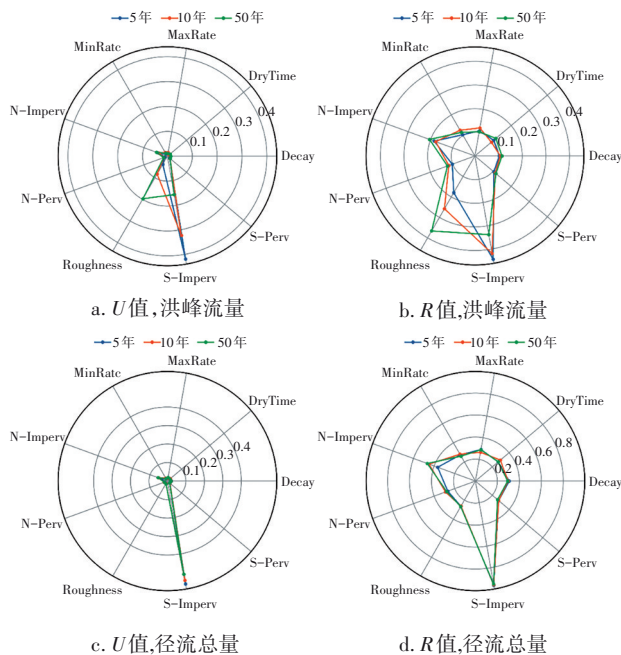 5年 10年 50年
MaxRate
MinRatc
DryTime
N-Imperv
0.1 0.2 0.3 0.4
Decay
N-Perv
S-Perv
Roughness
S-Imperv
a. U值,洪峰流量
5年 10年 50年
MaxRate
MinRatc
DryTime
N-Imperv
0.1 0.2 0.3 0.4
Decay
N-Perv
S-Perv
Roughness
S-Imperv
b. R值,洪峰流量
5年 10年 50年
MaxRate
MinRatc
DryTime
N-Imperv
0.1 0.2 0.3 0.4
Decay
N-Perv
S-Perv
Roughness
S-Imperv
c. U值,径流总量
5年 10年 50年
MaxRate
MinRatc
DryTime
N-Imperv
0.2 0.4 0.6 0.8
Decay
N-Perv
S-Perv
Roughness
S-Imperv
d. R值,径流总量